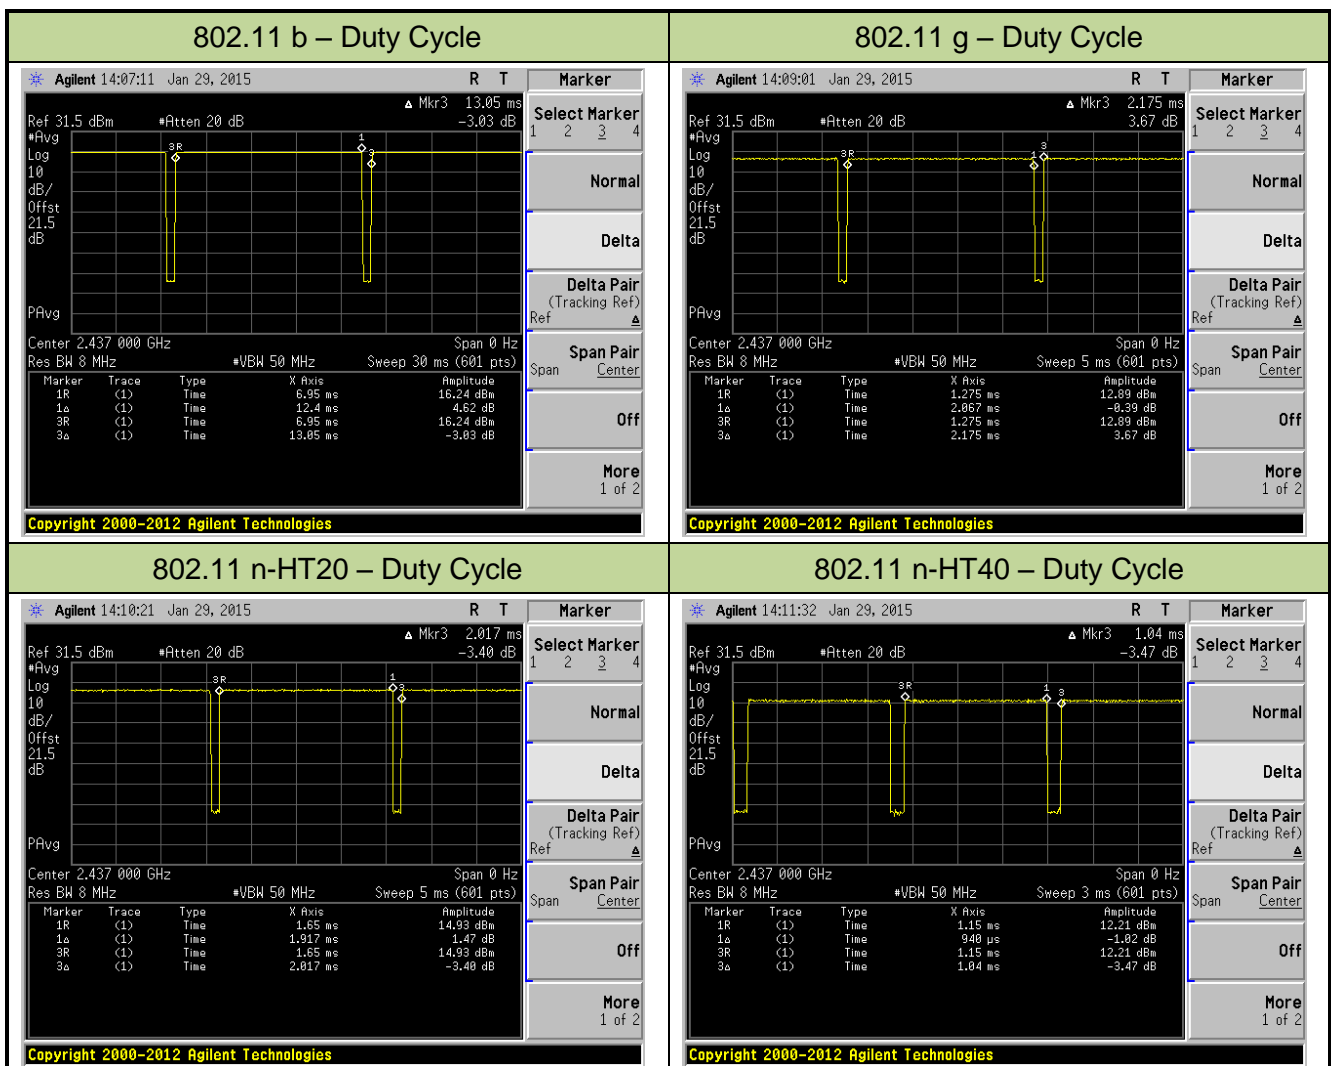 802.11 b – Duty Cycle
Agilent 14:07:11 Jan 29, 2015 R T
Marker
Δ Mkr3 13.05 ms
Ref 31.5 dBm #Atten 20 dB -3.03 dB
Select Marker
1 2 3 4
#Avg
Log
10
dB/
Offst
21.5
dB
1
3R
3
Normal
Delta
Delta Pair
(Tracking Ref)
Ref Δ
PAvg
Center 2.437 000 GHz Span 0 Hz
Res BW 8 MHz #VBW 50 MHz Sweep 30 ms (601 pts)
Span Pair
Span Center
Marker Trace Type X Axis Amplitude
1R (1) Time 6.95 ms 16.24 dBm
1Δ (1) Time 12.4 ms 4.62 dB
3R (1) Time 6.95 ms 16.24 dBm
3Δ (1) Time 13.05 ms -3.03 dB
Off
More
1 of 2
Copyright 2000-2012 Agilent Technologies
802.11 g – Duty Cycle
Agilent 14:09:01 Jan 29, 2015 R T
Marker
Δ Mkr3 2.175 ms
Ref 31.5 dBm #Atten 20 dB 3.67 dB
Select Marker
1 2 3 4
#Avg
Log
10
dB/
Offst
21.5
dB
3R
1
3
Normal
Delta
Delta Pair
(Tracking Ref)
Ref Δ
PAvg
Center 2.437 000 GHz Span 0 Hz
Res BW 8 MHz #VBW 50 MHz Sweep 5 ms (601 pts)
Span Pair
Span Center
Marker Trace Type X Axis Amplitude
1R (1) Time 1.275 ms 12.89 dBm
1Δ (1) Time 2.067 ms -0.39 dB
3R (1) Time 1.275 ms 12.89 dBm
3Δ (1) Time 2.175 ms 3.67 dB
Off
More
1 of 2
Copyright 2000-2012 Agilent Technologies
802.11 n-HT20 – Duty Cycle
Agilent 14:10:21 Jan 29, 2015 R T
Marker
Δ Mkr3 2.017 ms
Ref 31.5 dBm #Atten 20 dB -3.40 dB
Select Marker
1 2 3 4
#Avg
Log
10
dB/
Offst
21.5
dB
3R
1
3
Normal
Delta
Delta Pair
(Tracking Ref)
Ref Δ
PAvg
Center 2.437 000 GHz Span 0 Hz
Res BW 8 MHz #VBW 50 MHz Sweep 5 ms (601 pts)
Span Pair
Span Center
Marker Trace Type X Axis Amplitude
1R (1) Time 1.65 ms 14.93 dBm
1Δ (1) Time 1.917 ms 1.47 dB
3R (1) Time 1.65 ms 14.93 dBm
3Δ (1) Time 2.017 ms -3.40 dB
Off
More
1 of 2
Copyright 2000-2012 Agilent Technologies
802.11 n-HT40 – Duty Cycle
Agilent 14:11:32 Jan 29, 2015 R T
Marker
Δ Mkr3 1.04 ms
Ref 31.5 dBm #Atten 20 dB -3.47 dB
Select Marker
1 2 3 4
#Avg
Log
10
dB/
Offst
21.5
dB
3R
1
3
Normal
Delta
Delta Pair
(Tracking Ref)
Ref Δ
PAvg
Center 2.437 000 GHz Span 0 Hz
Res BW 8 MHz #VBW 50 MHz Sweep 3 ms (601 pts)
Span Pair
Span Center
Marker Trace Type X Axis Amplitude
1R (1) Time 1.15 ms 12.21 dBm
1Δ (1) Time 940 µs -1.02 dB
3R (1) Time 1.15 ms 12.21 dBm
3Δ (1) Time 1.04 ms -3.47 dB
Off
More
1 of 2
Copyright 2000-2012 Agilent Technologies